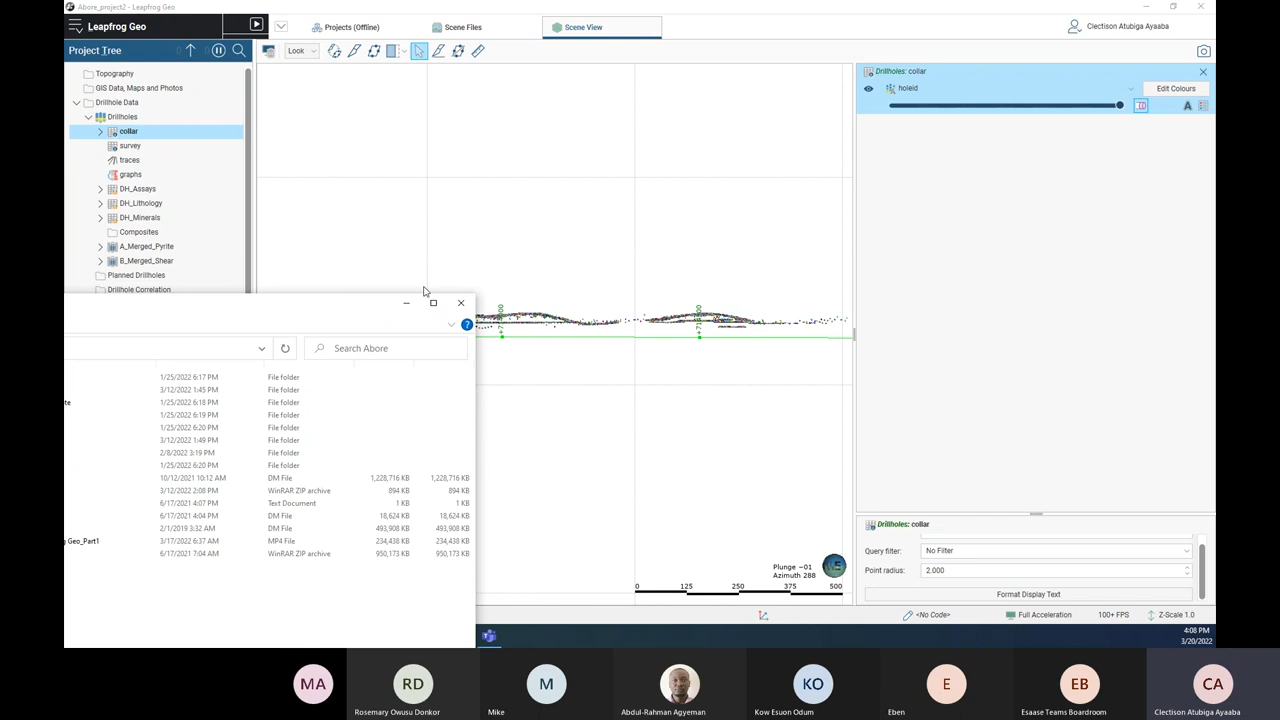 Abore_project2 - Leapfrog Geo
Leapfrog Geo
Projects (Offline)
Scene Files
Scene View
Clectison Atubiga Ayaaba
Project Tree
Look
Topography
GIS Data, Maps and Photos
Drillhole Data
Drillholes
collar
survey
traces
graphs
DH_Assays
DH_Lithology
DH_Minerals
Composites
A_Merged_Pyrite
B_Merged_Shear
Planned Drillholes
Drillhole Correlation
Drillholes: collar
holeid
Edit Colours
A
Search Abore
1/25/2022 6:17 PM File folder
3/12/2022 1:45 PM File folder
te 1/25/2022 6:18 PM File folder
1/25/2022 6:19 PM File folder
1/25/2022 6:20 PM File folder
3/12/2022 1:49 PM File folder
2/8/2022 3:19 PM File folder
1/25/2022 6:20 PM File folder
10/12/2021 10:12 AM DM File 1,228,716 KB 1,228,716 KB
3/12/2022 2:08 PM WinRAR ZIP archive 894 KB 894 KB
6/17/2021 4:07 PM Text Document 1 KB 1 KB
6/17/2021 4:04 PM DM File 18,624 KB 18,624 KB
2/1/2019 3:32 AM DM File 493,908 KB 493,908 KB
g Geo_Part1 3/17/2022 6:37 AM MP4 File 234,438 KB 234,438 KB
6/17/2021 7:04 AM WinRAR ZIP archive 950,173 KB 950,173 KB
Plunge −01
Azimuth 288
0 125 250 375 500
Drillholes: collar
Query filter: No Filter
Point radius: 2.000
Format Display Text
<No Code>
Full Acceleration
100+ FPS
Z-Scale 1.0
4:08 PM
3/20/2022
MA
RD
Rosemary Owusu Donkor
M
Mike
Abdul-Rahman Agyeman
KO
Kow Esuon Odum
E
Eben
EB
Esaase Teams Boardroom
CA
Clectison Atubiga Ayaaba